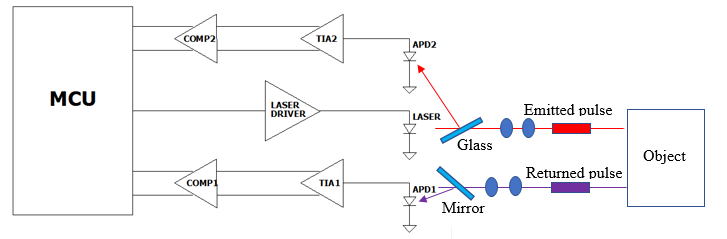 COMP2
TIA2
APD2
MCU
LASER
DRIVER
LASER
Emitted pulse
Glass
Object
COMP1
TIA1
APD1
Returned pulse
Mirror